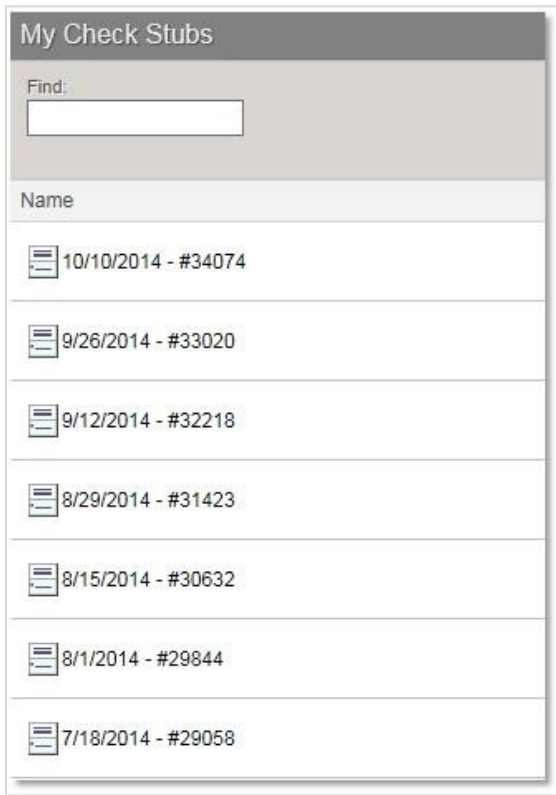 My Check Stubs
Find:
Name
10/10/2014 - #34074
9/26/2014 - #33020
9/12/2014 - #32218
8/29/2014 - #31423
8/15/2014 - #30632
8/1/2014 - #29844
7/18/2014 - #29058